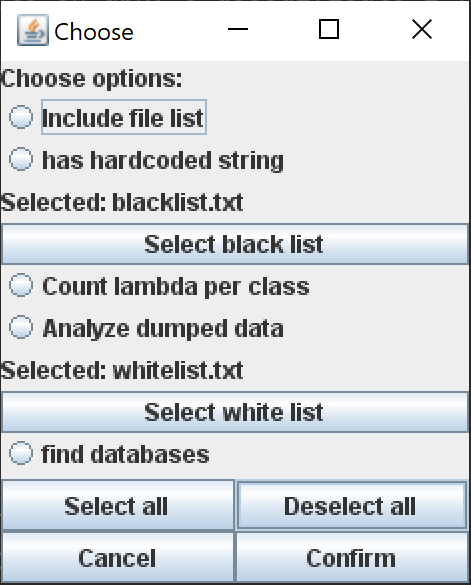 Choose
Choose options:
Include file list
has hardcoded string
Selected: blacklist.txt
Select black list
Count lambda per class
Analyze dumped data
Selected: whitelist.txt
Select white list
find databases
Select all Deselect all
Cancel Confirm